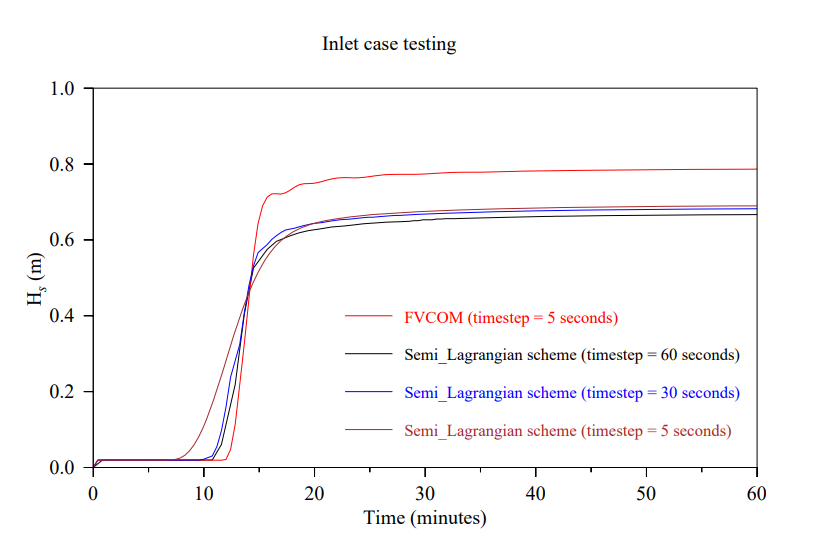 Inlet case testing
1.0
0.8
0.6
0.4
0.2
0.0
Hs (m)
FVCOM (timestep = 5 seconds)
Semi_Lagrangian scheme (timestep = 60 seconds)
Semi_Lagrangian scheme (timestep = 30 seconds)
Semi_Lagrangian scheme (timestep = 5 seconds)
0 10 20 30 40 50 60
Time (minutes)